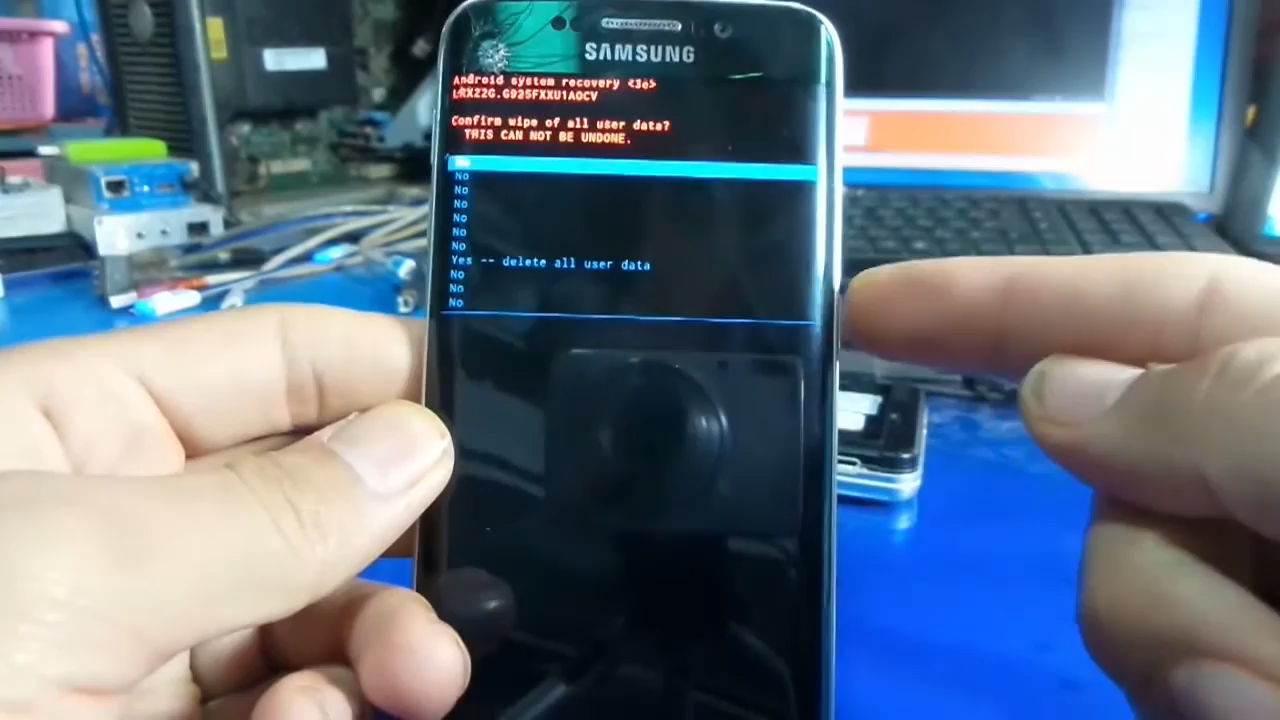 SAMSUNG
Android system recovery <3e>
LRX22G.G925FXXU1AOCV
Confirm wipe of all user data?
THIS CAN NOT BE UNDONE.
No
No
No
No
No
No
No
Yes -- delete all user data
No
No
No